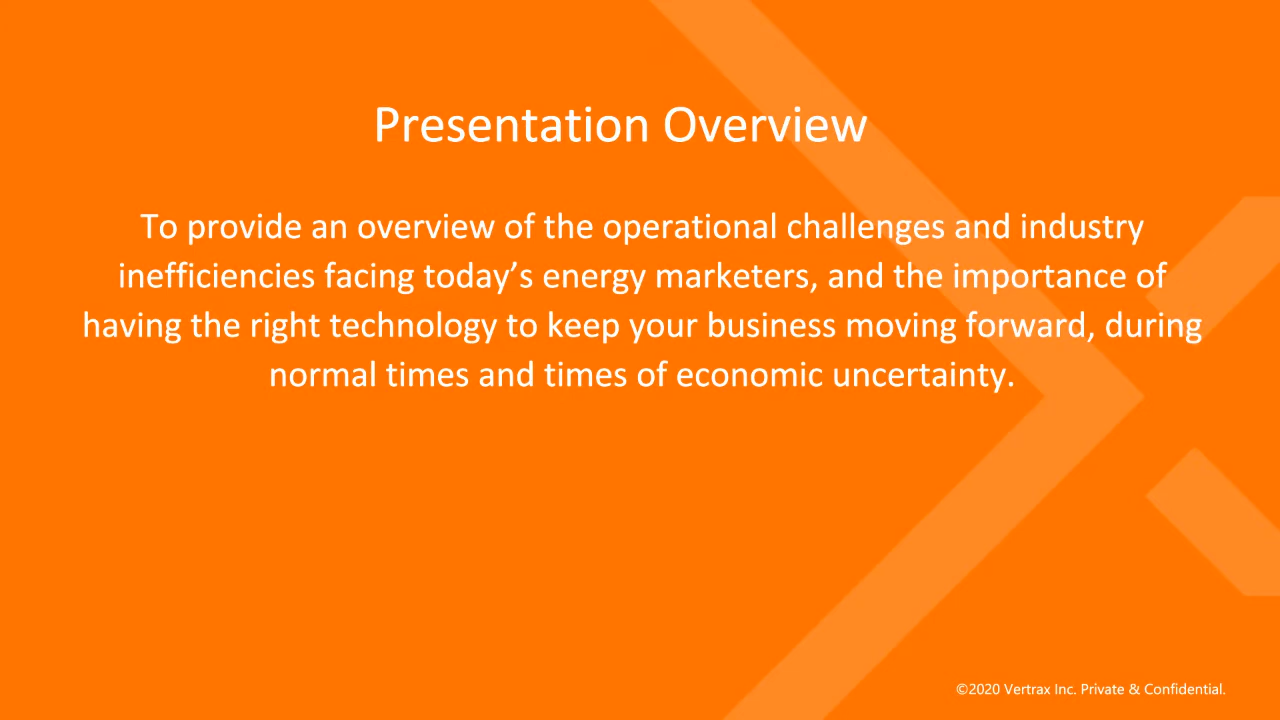 Presentation Overview
To provide an overview of the operational challenges and industry
inefficiencies facing today’s energy marketers, and the importance of
having the right technology to keep your business moving forward, during
normal times and times of economic uncertainty.
©2020 Vertrax Inc. Private & Confidential.